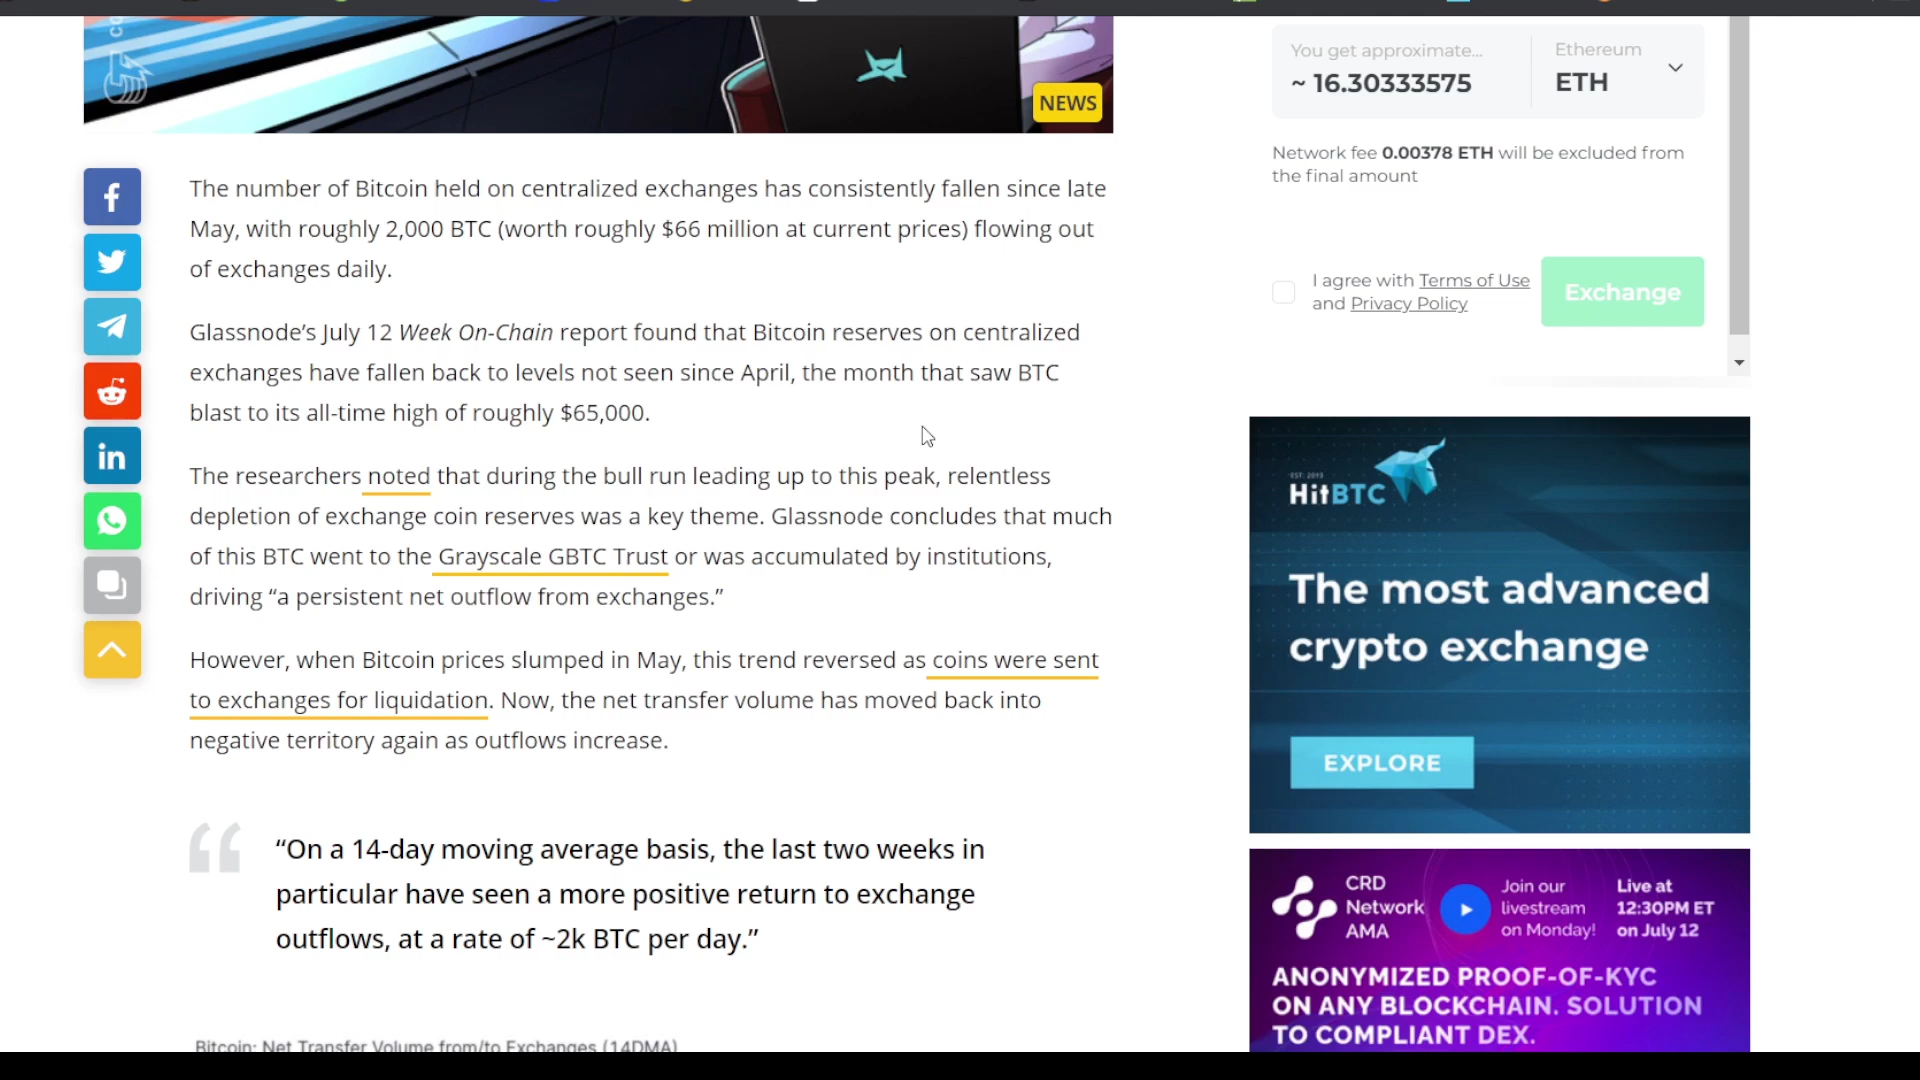 NEWS
The number of Bitcoin held on centralized exchanges has consistently fallen since late
May, with roughly 2,000 BTC (worth roughly $66 million at current prices) flowing out
of exchanges daily.
Glassnode’s July 12 Week On-Chain report found that Bitcoin reserves on centralized
exchanges have fallen back to levels not seen since April, the month that saw BTC
blast to its all-time high of roughly $65,000.
The researchers noted that during the bull run leading up to this peak, relentless
depletion of exchange coin reserves was a key theme. Glassnode concludes that much
of this BTC went to the Grayscale GBTC Trust or was accumulated by institutions,
driving “a persistent net outflow from exchanges.”
However, when Bitcoin prices slumped in May, this trend reversed as coins were sent
to exchanges for liquidation. Now, the net transfer volume has moved back into
negative territory again as outflows increase.
“On a 14-day moving average basis, the last two weeks in
particular have seen a more positive return to exchange
outflows, at a rate of ~2k BTC per day.”
Bitcoin: Net Transfer Volume from/to Exchanges (14DMA)
You get approximate...
~ 16.30333575
Ethereum
ETH
Network fee 0.00378 ETH will be excluded from
the final amount
I agree with Terms of Use
and Privacy Policy
Exchange
EST. 2013
HitBTC
The most advanced
crypto exchange
EXPLORE
CRD
Network
AMA
Join our
livestream
on Monday!
Live at
12:30PM ET
on July 12
ANONYMIZED PROOF-OF-KYC
ON ANY BLOCKCHAIN. SOLUTION
TO COMPLIANT DEX.